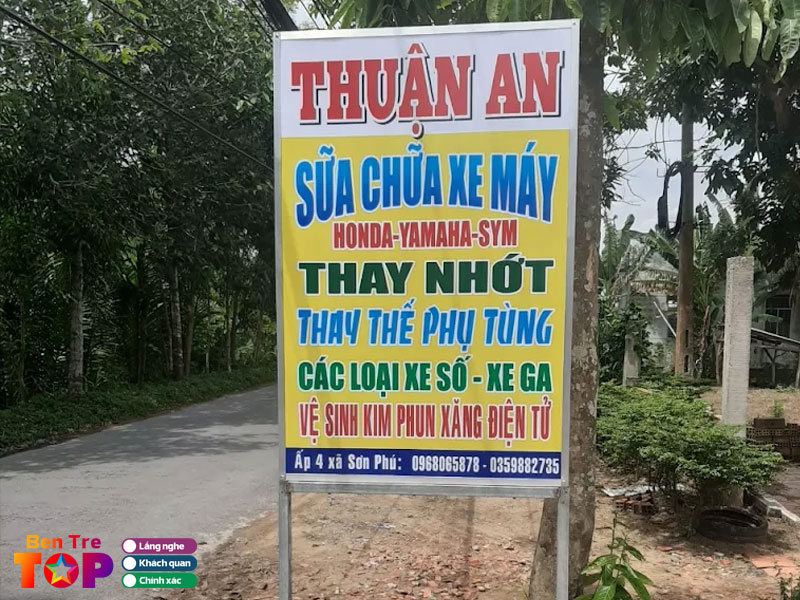 THUẬN AN
SỮA CHỮA XE MÁY
HONDA-YAMAHA-SYM
THAY NHỚT
THAY THẾ PHỤ TÙNG
CÁC LOẠI XE SỐ - XE GA
VỆ SINH KIM PHUN XĂNG ĐIỆN TỬ
Ấp 4 xã Sơn Phú: 0968065878 - 0359882735
Ben Tre
TOP
Lắng nghe
Khách quan
Chính xác